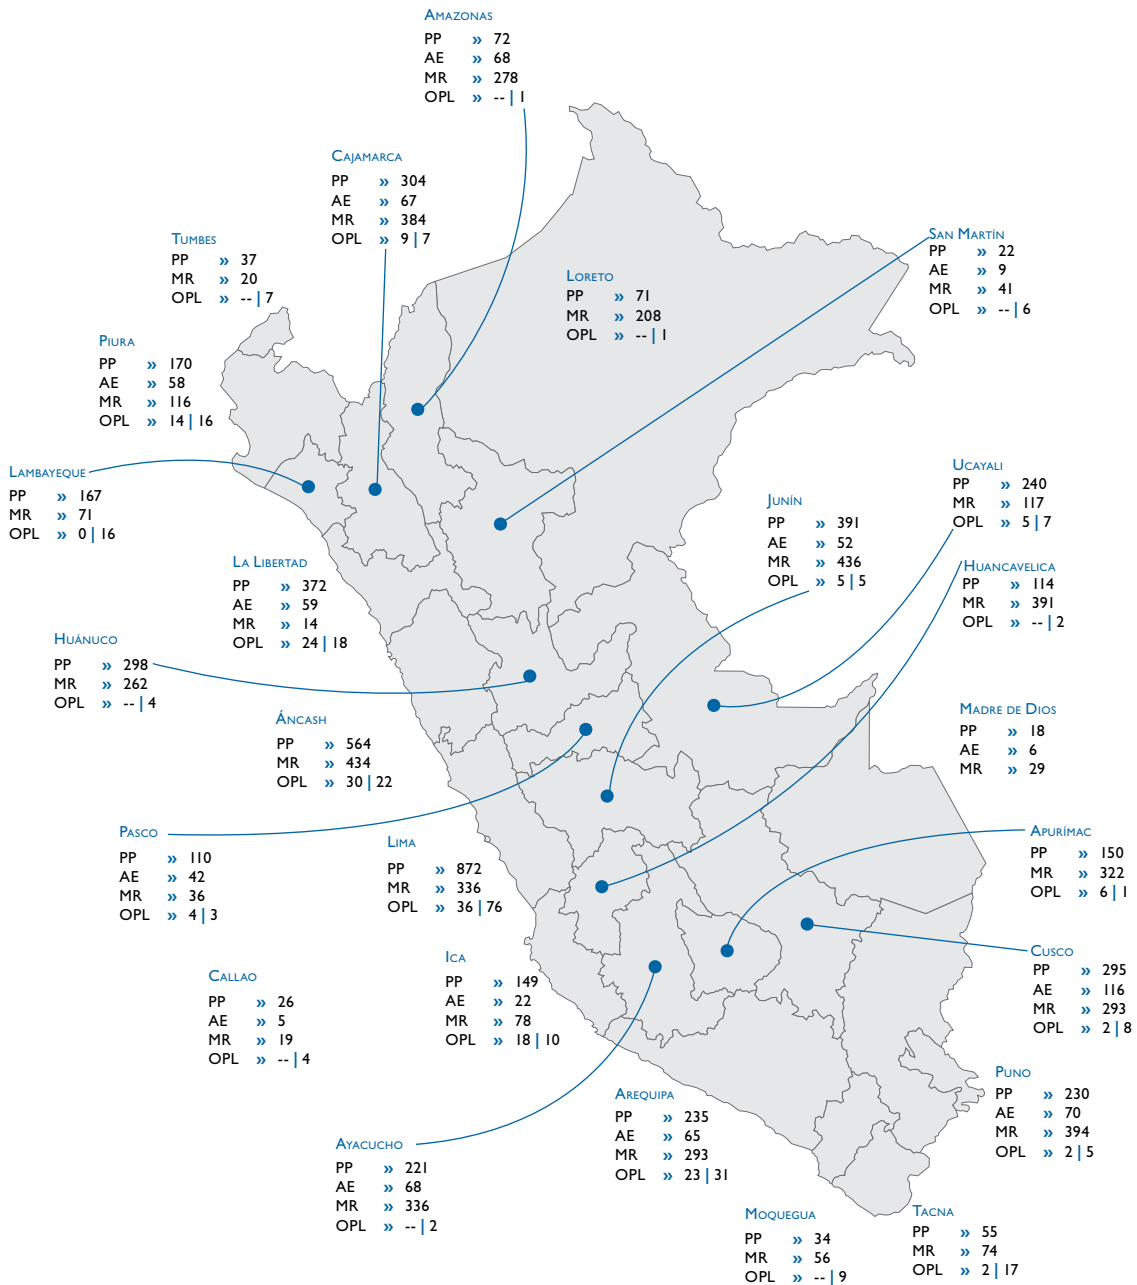 Amazonas
PP » 72
AE » 68
MR » 278
OPL » -- | 1
Cajamarca
PP » 304
AE » 67
MR » 384
OPL » 9 | 7
Tumbes
PP » 37
MR » 20
OPL » -- | 7
San Martín
PP » 22
AE » 9
MR » 41
OPL » -- | 6
Loreto
PP » 71
MR » 208
OPL » -- | 1
Piura
PP » 170
AE » 58
MR » 116
OPL » 14 | 16
Lambayeque
PP » 167
MR » 71
OPL » 0 | 16
Ucayali
PP » 240
MR » 117
OPL » 5 | 7
Junín
PP » 391
AE » 52
MR » 436
OPL » 5 | 5
La Libertad
PP » 372
AE » 59
MR » 14
OPL » 24 | 18
Huancavelica
PP » 114
MR » 391
OPL » -- | 2
Huánuco
PP » 298
MR » 262
OPL » -- | 4
Áncash
PP » 564
MR » 434
OPL » 30 | 22
Madre de Dios
PP » 18
AE » 6
MR » 29
Pasco
PP » 110
AE » 42
MR » 36
OPL » 4 | 3
Lima
PP » 872
MR » 336
OPL » 36 | 76
Apurímac
PP » 150
MR » 322
OPL » 6 | 1
Cusco
PP » 295
AE » 116
MR » 293
OPL » 2 | 8
Ica
PP » 149
AE » 22
MR » 78
OPL » 18 | 10
Callao
PP » 26
AE » 5
MR » 19
OPL » -- | 4
Puno
PP » 230
AE » 70
MR » 394
OPL » 2 | 5
Arequipa
PP » 235
AE » 65
MR » 293
OPL » 23 | 31
Ayacucho
PP » 221
AE » 68
MR » 336
OPL » -- | 2
Moquegua
PP » 34
MR » 56
OPL » -- | 9
Tacna
PP » 55
MR » 74
OPL » 2 | 17